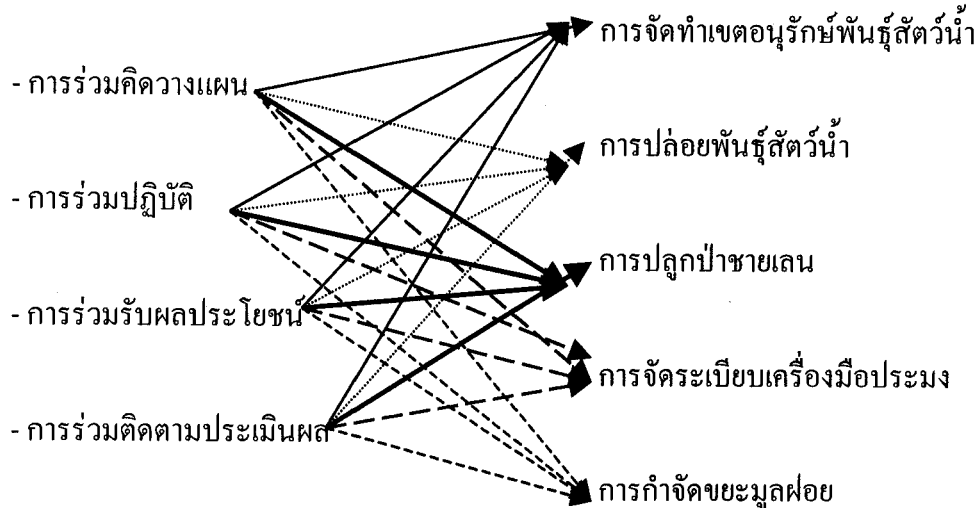 - การร่วมคิดวางแผน
- การร่วมปฏิบัติ
- การร่วมรับผลประโยชน์
- การร่วมติดตามประเมินผล
การจัดทำเขตอนุรักษ์พันธุ์สัตว์น้ำ
การปล่อยพันธุ์สัตว์น้ำ
การปลูกป่าชายเลน
การจัดระเบียบเครื่องมือประมง
การกำจัดขยะมูลฝอย